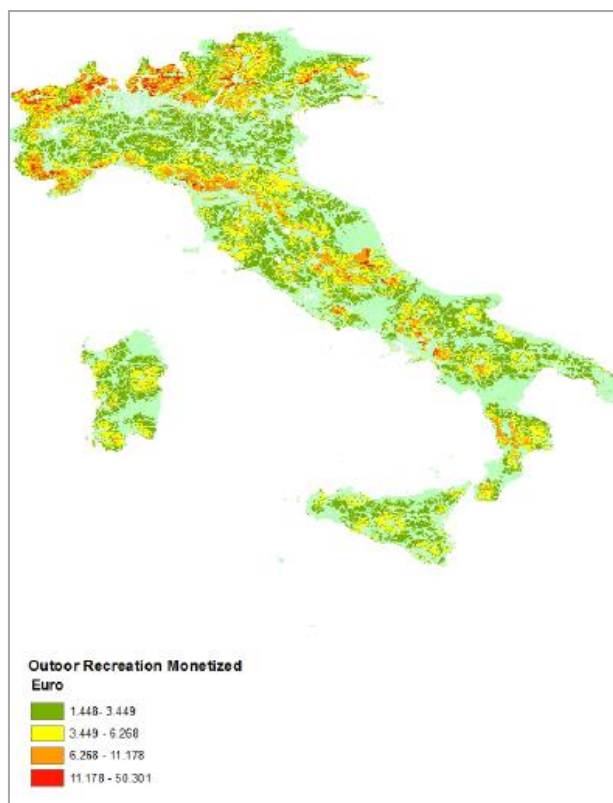 Outoor Recreation Monetized
Euro
1.448- 3.449
3.449 - 6.268
6.268 - 11.178
11.178 - 50.301